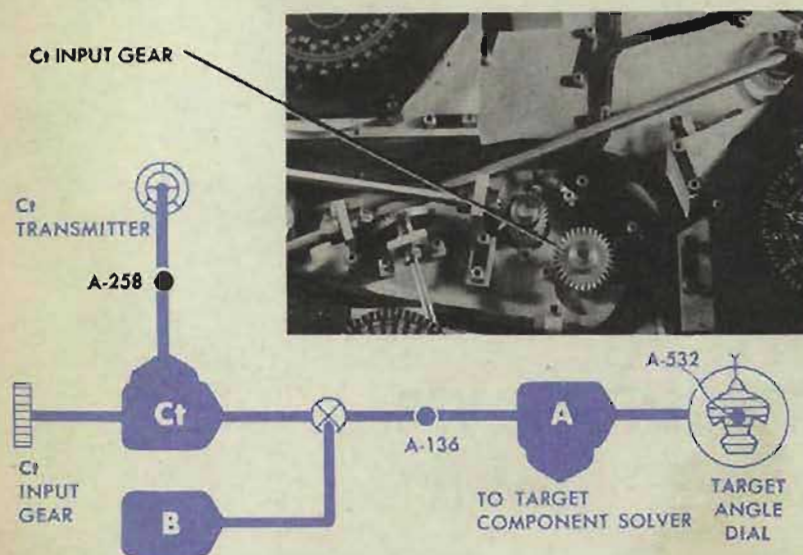 Ct INPUT GEAR
Ct
TRANSMITTER
A-258
A-532
Ct
A
A-136
Ct
INPUT
GEAR
B
TO TARGET
COMPONENT SOLVER
TARGET
ANGLE
DIAL